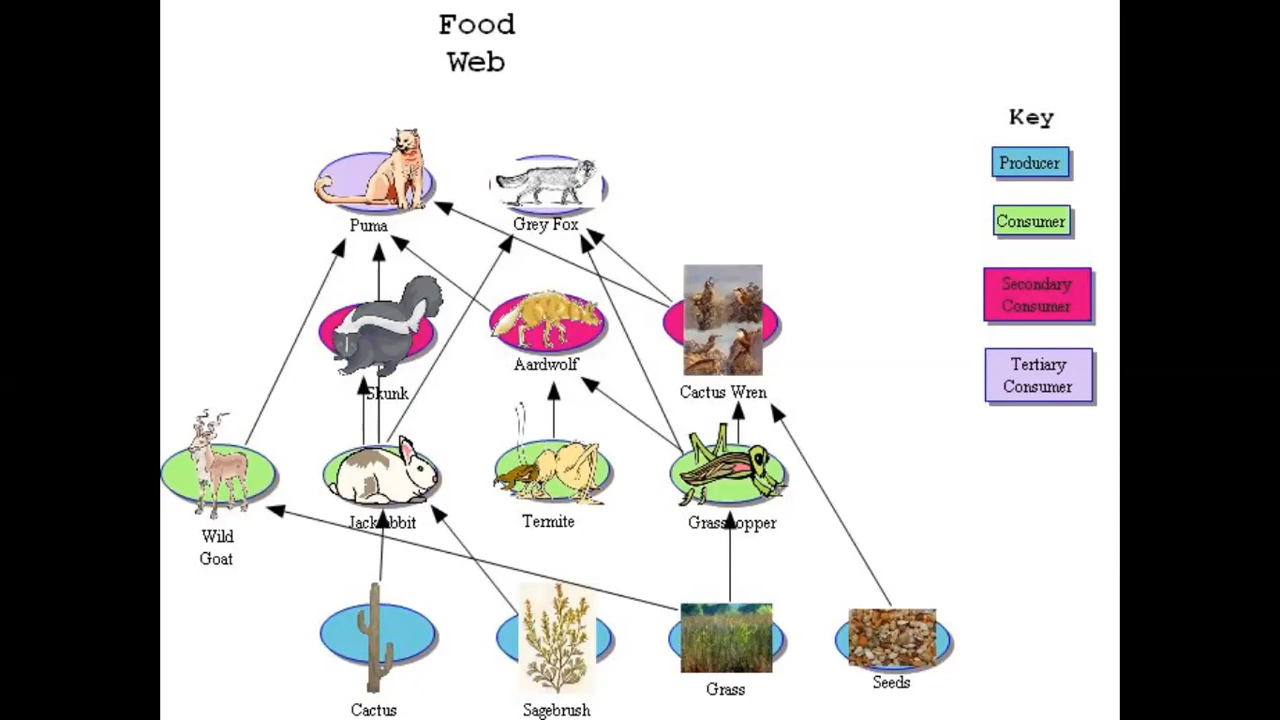 Food
Web
Key
Producer
Consumer
Secondary
Consumer
Tertiary
Consumer
Puma
Grey Fox
Skunk
Aardwolf
Cactus Wren
Wild
Goat
Jackrabbit
Termite
Grasshopper
Cactus
Sagebrush
Grass
Seeds